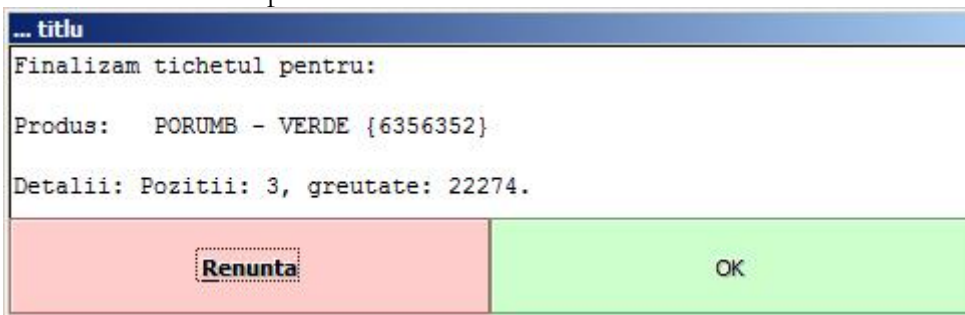 ... titlu
Finalizam tichetul pentru:
Produs: PORUMB - VERDE {6356352}
Detalii: Pozitii: 3, greutate: 22274.
Renunta
OK